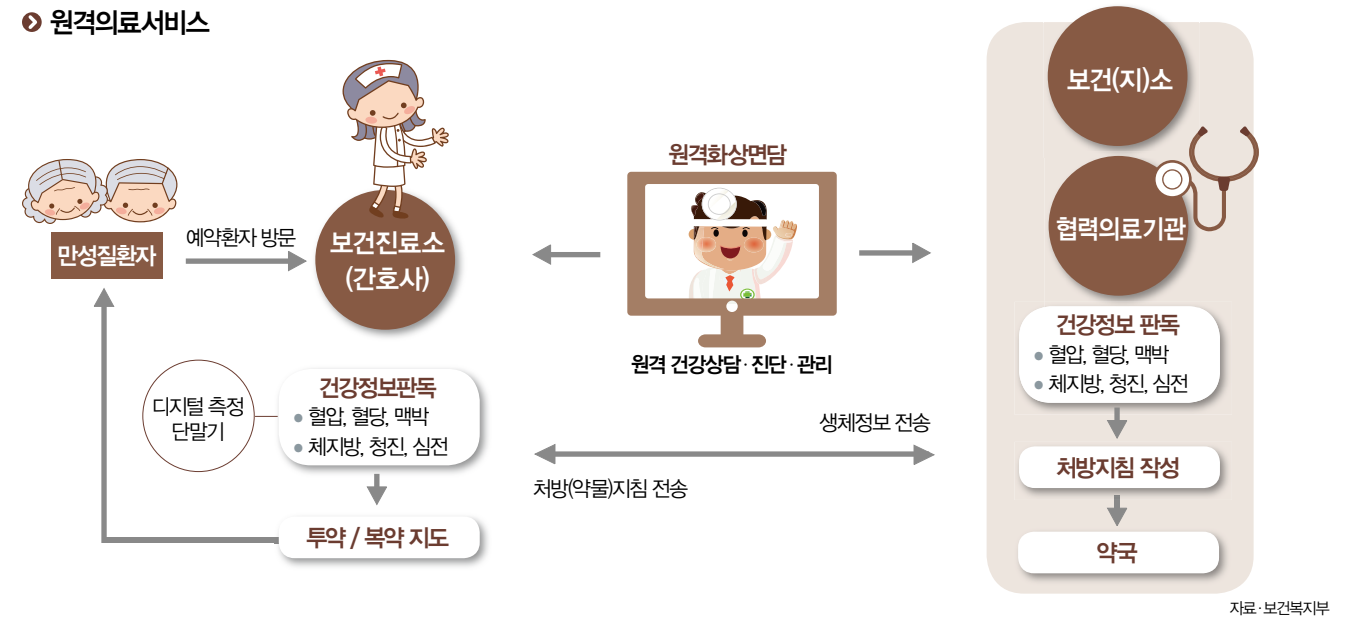 원격의료서비스
만성질환자
예약환자 방문
보건진료소
(간호사)
디지털 측정
단말기
건강정보판독
● 혈압, 혈당, 맥박
● 체지방, 청진, 심전
투약 / 복약 지도
원격화상면담
원격 건강상담 · 진단 · 관리
생체정보 전송
처방(약물)지침 전송
보건(지)소
협력의료기관
건강정보 판독
● 혈압, 혈당, 맥박
● 체지방, 청진, 심전
처방지침 작성
약국
자료 · 보건복지부